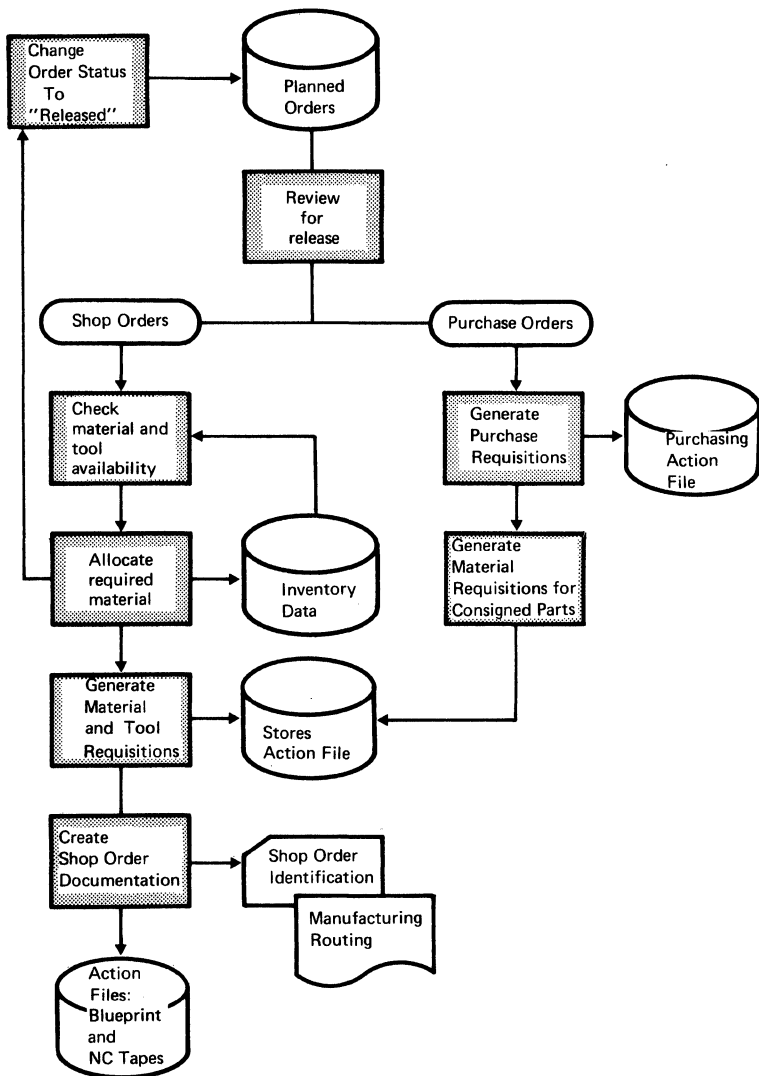 Change
Order Status
To
"Released"
Planned
Orders
Review
for
release
Shop Orders
Purchase Orders
Check
material and
tool
availability
Generate
Purchase
Requisitions
Purchasing
Action
File
Allocate
required
material
Inventory
Data
Generate
Material
Requisitions for
Consigned Parts
Generate
Material
and Tool
Requisitions
Stores
Action File
Create
Shop Order
Documentation
Shop Order
Identification
Manufacturing
Routing
Action
Files:
Blueprint
and
NC Tapes